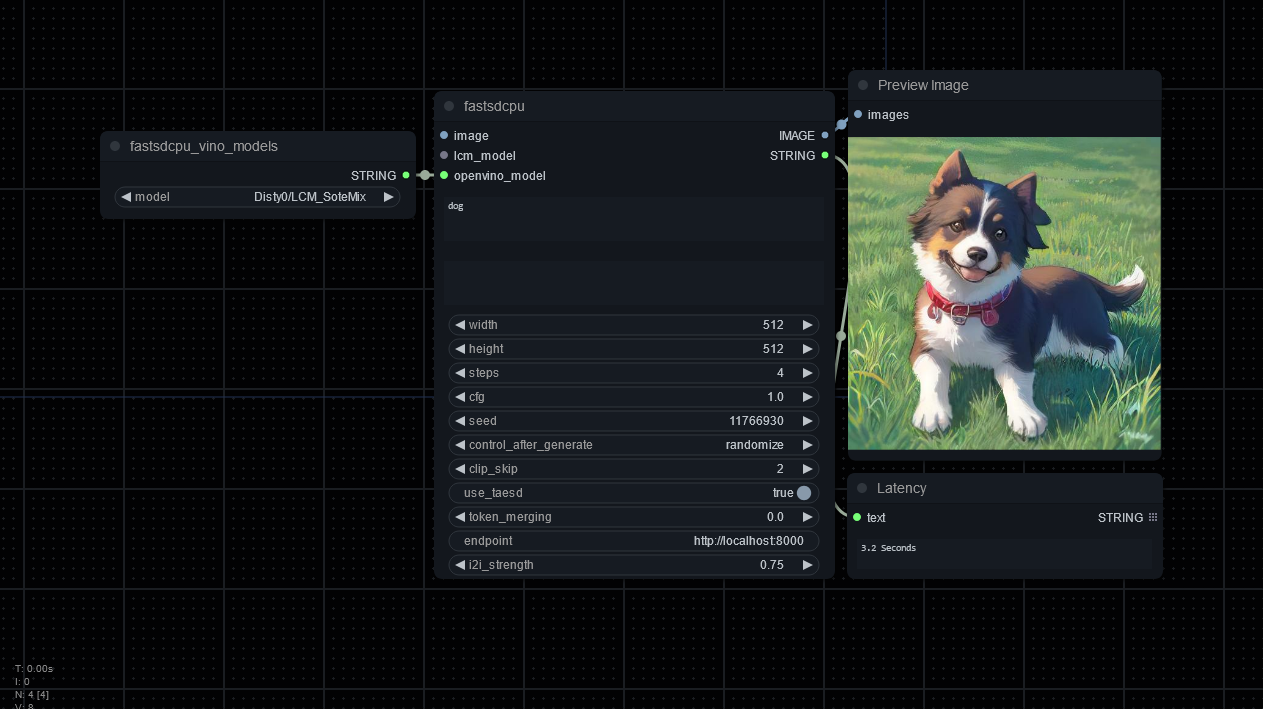 fastsdcpu_vino_models
STRING
model Disty0/LCM_SoteMix
fastsdcpu
image IMAGE
lcm_model STRING
openvino_model
dog
width 512
height 512
steps 4
cfg 1.0
seed 11766930
control_after_generate randomize
clip_skip 2
use_taesd true
token_merging 0.0
endpoint http://localhost:8000
i2i_strength 0.75
Preview Image
images
Latency
text STRING
3.2 Seconds
T: 0.00s
I: 0
N: 4 [4]
V: 8